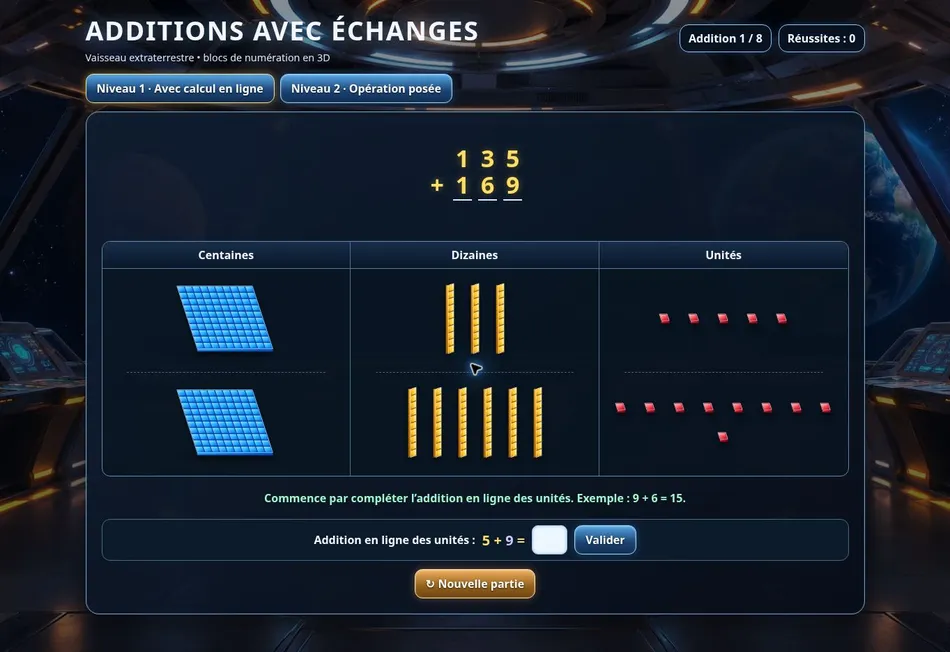 ADDITIONS AVEC ÉCHANGES
Vaisseau extraterrestre • blocs de numération en 3D
Addition 1 / 8
Réussites : 0
Niveau 1 · Avec calcul en ligne
Niveau 2 · Opération posée
1 3 5
+ 1 6 9
Centaines
Dizaines
Unités
Commence par compléter l’addition en ligne des unités. Exemple : 9 + 6 = 15.
Addition en ligne des unités : 5 + 9 =
Valider
↻ Nouvelle partie